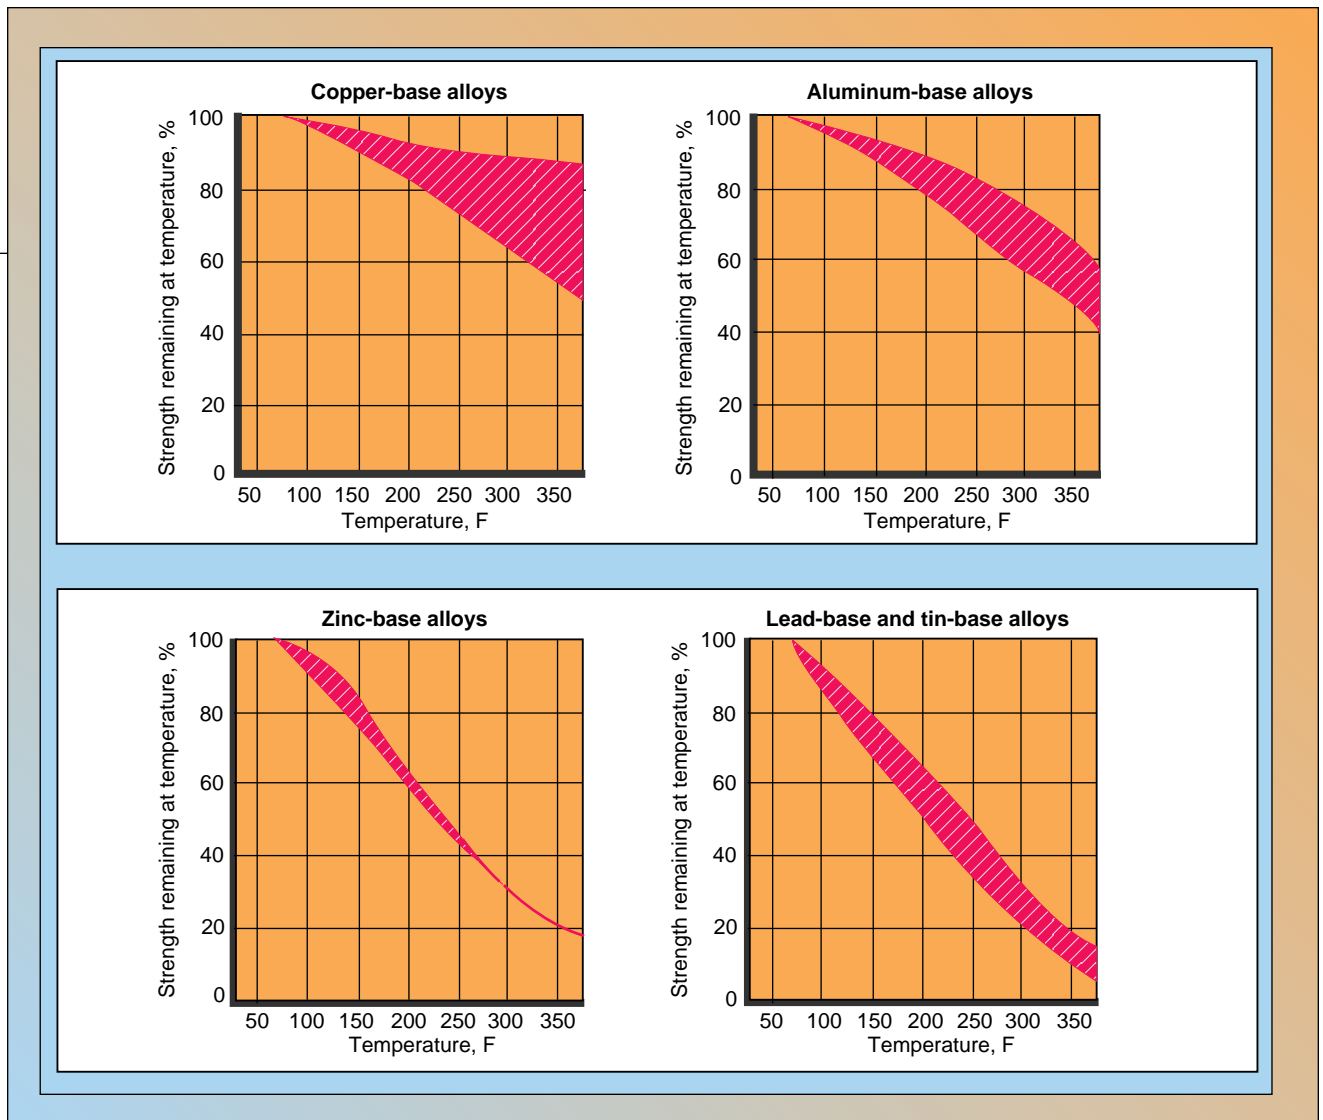 Copper-base alloys
Strength remaining at temperature, %
100
80
60
40
20
0
50 100 150 200 250 300 350
Temperature, F
Aluminum-base alloys
Strength remaining at temperature, %
100
80
60
40
20
0
50 100 150 200 250 300 350
Temperature, F
Zinc-base alloys
Strength remaining at temperature, %
100
80
60
40
20
0
50 100 150 200 250 300 350
Temperature, F
Lead-base and tin-base alloys
Strength remaining at temperature, %
100
80
60
40
20
0
50 100 150 200 250 300 350
Temperature, F